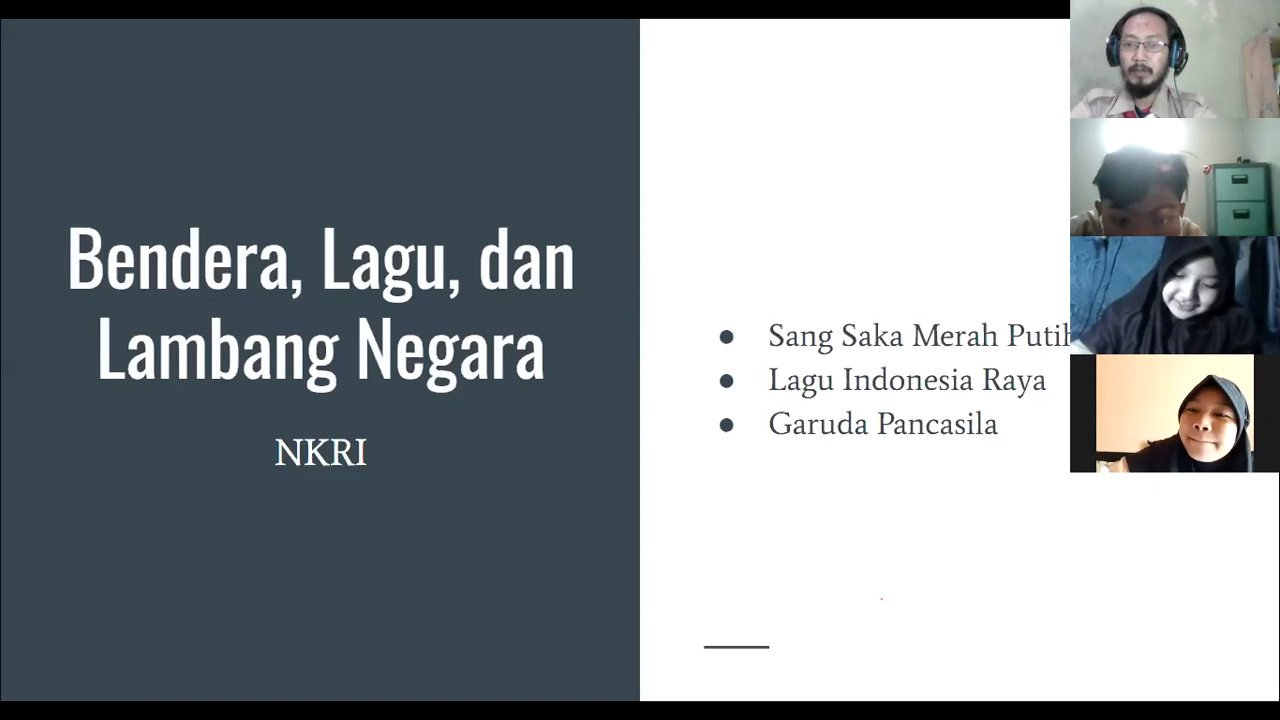 Bendera, Lagu, dan
Lambang Negara
NKRI
● Sang Saka Merah Putih
● Lagu Indonesia Raya
● Garuda Pancasila